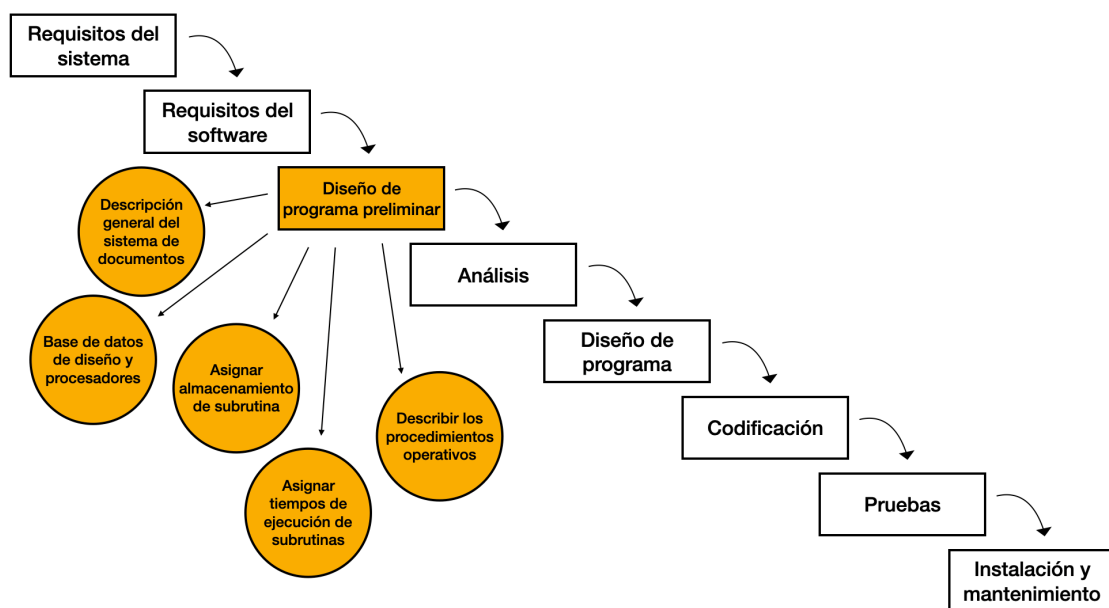 Requisitos del
sistema
Requisitos del
software
Diseño de
programa preliminar
Descripción
general del
sistema de
documentos
Análisis
Base de datos
de diseño y
procesadores
Asignar
almacenamiento
de subrutina
Describir los
procedimientos
operativos
Asignar
tiempos de
ejecución de
subrutinas
Diseño de
programa
Codificación
Pruebas
Instalación y
mantenimiento